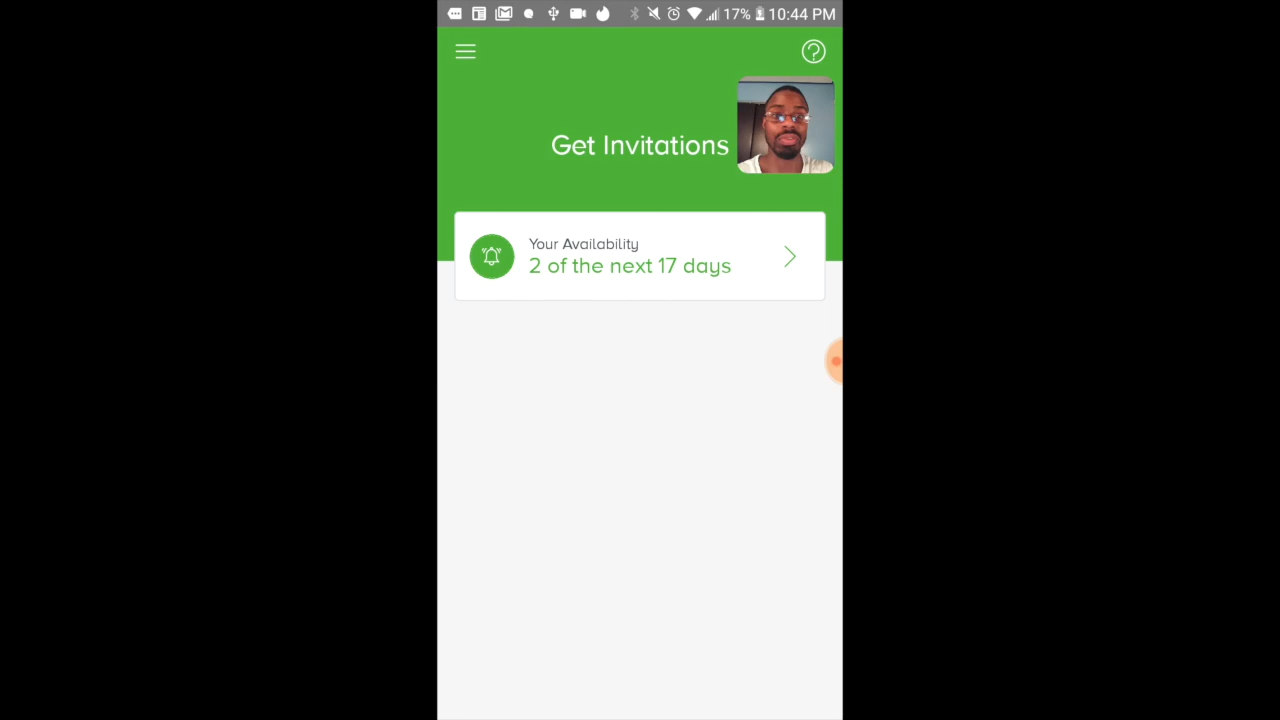 17% 10:44 PM
Get Invitations
Your Availability
2 of the next 17 days